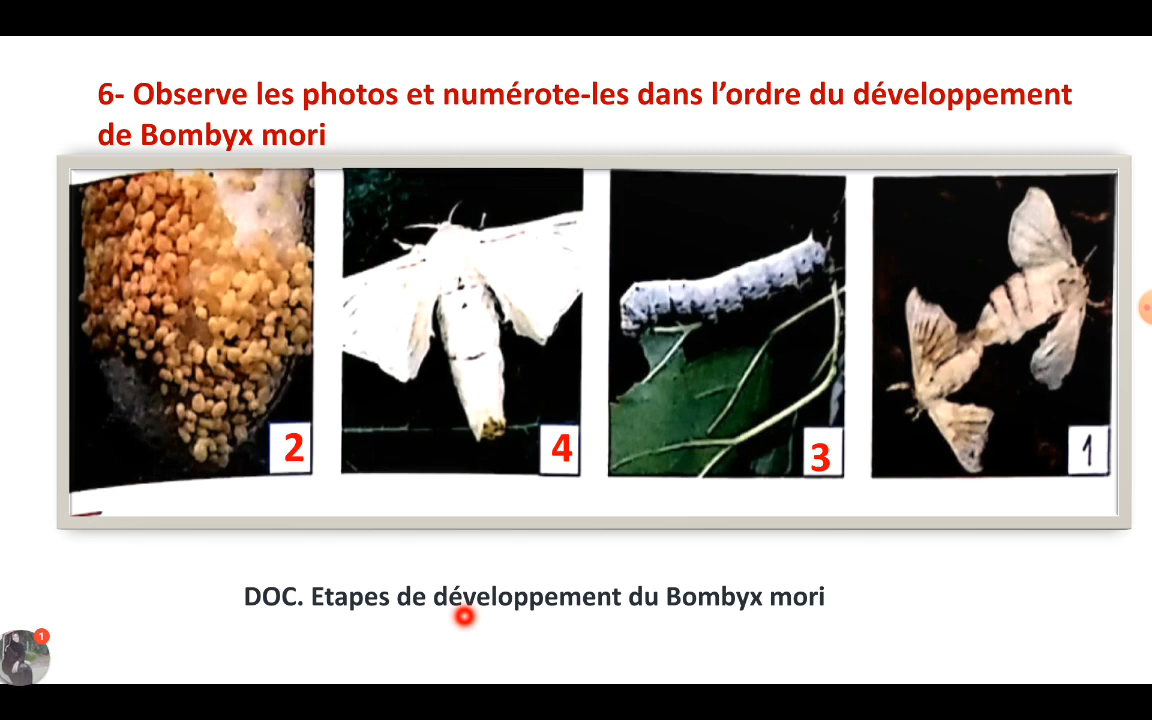 6- Observe les photos et numérote-les dans l’ordre du développement
de Bombyx mori
2
4
3
1
DOC. Etapes de développement du Bombyx mori
1